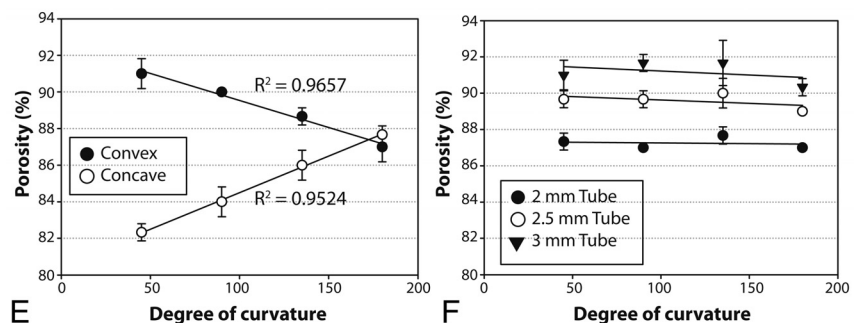 94
92
90
88
86
84
82
80
Porosity (%)
R² = 0.9657
Convex
Concave
R² = 0.9524
0
50
100
150
200
Degree of curvature
E
94
92
90
88
86
84
82
80
Porosity (%)
2 mm Tube
2.5 mm Tube
3 mm Tube
0
50
100
150
200
Degree of curvature
F